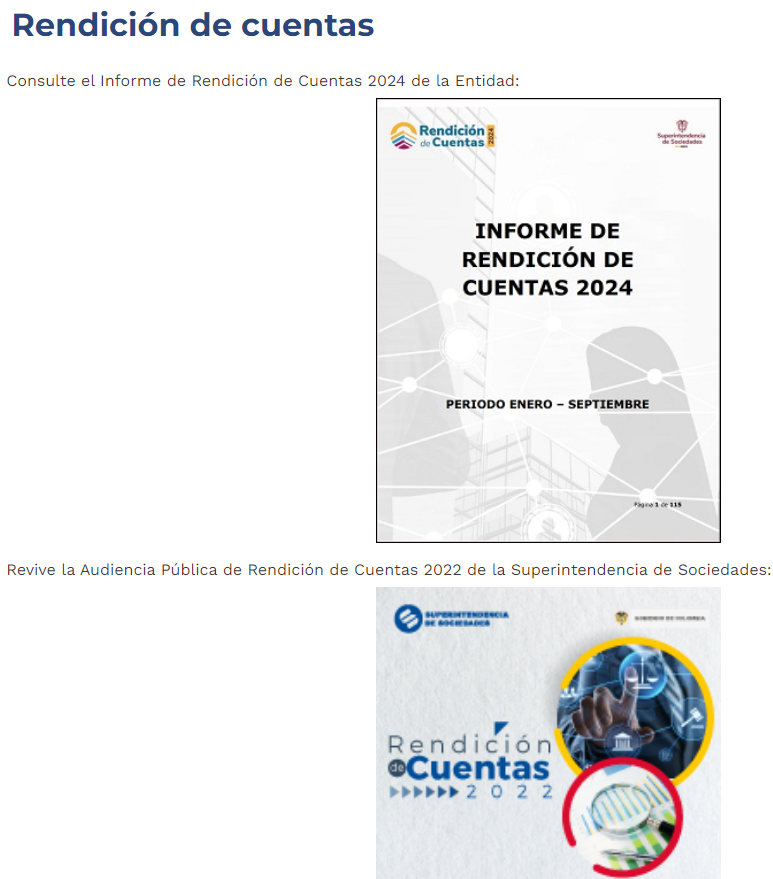 Rendición de cuentas
Consulte el Informe de Rendición de Cuentas 2024 de la Entidad:
Rendición
de Cuentas
2024
Superintendencia
de Sociedades
INFORME DE
RENDICIÓN DE
CUENTAS 2024
PERIODO ENERO – SEPTIEMBRE
Página 1 de 115
Revive la Audiencia Pública de Rendición de Cuentas 2022 de la Superintendencia de Sociedades:
SUPERINTENDENCIA
DE SOCIEDADES
GOBIERNO DE COLOMBIA
Rendición
de Cuentas
2022